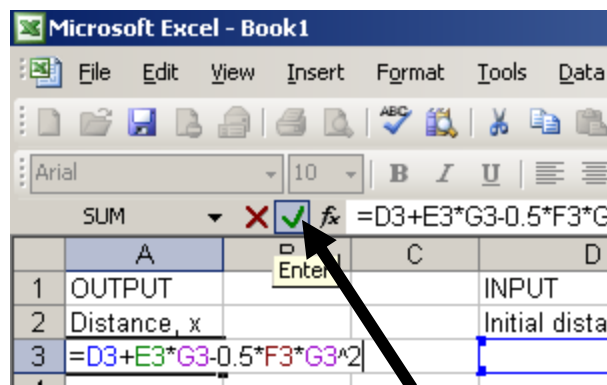 Microsoft Excel - Book1
File Edit View Insert Format Tools Data
ABC
Arial 10 B I U
SUM fx =D3+E3*G3-0.5*F3*G
A B C D
Enter
1 OUTPUT INPUT
2 Distance, x Initial dista
3 =D3+E3*G3-0.5*F3*G3^2